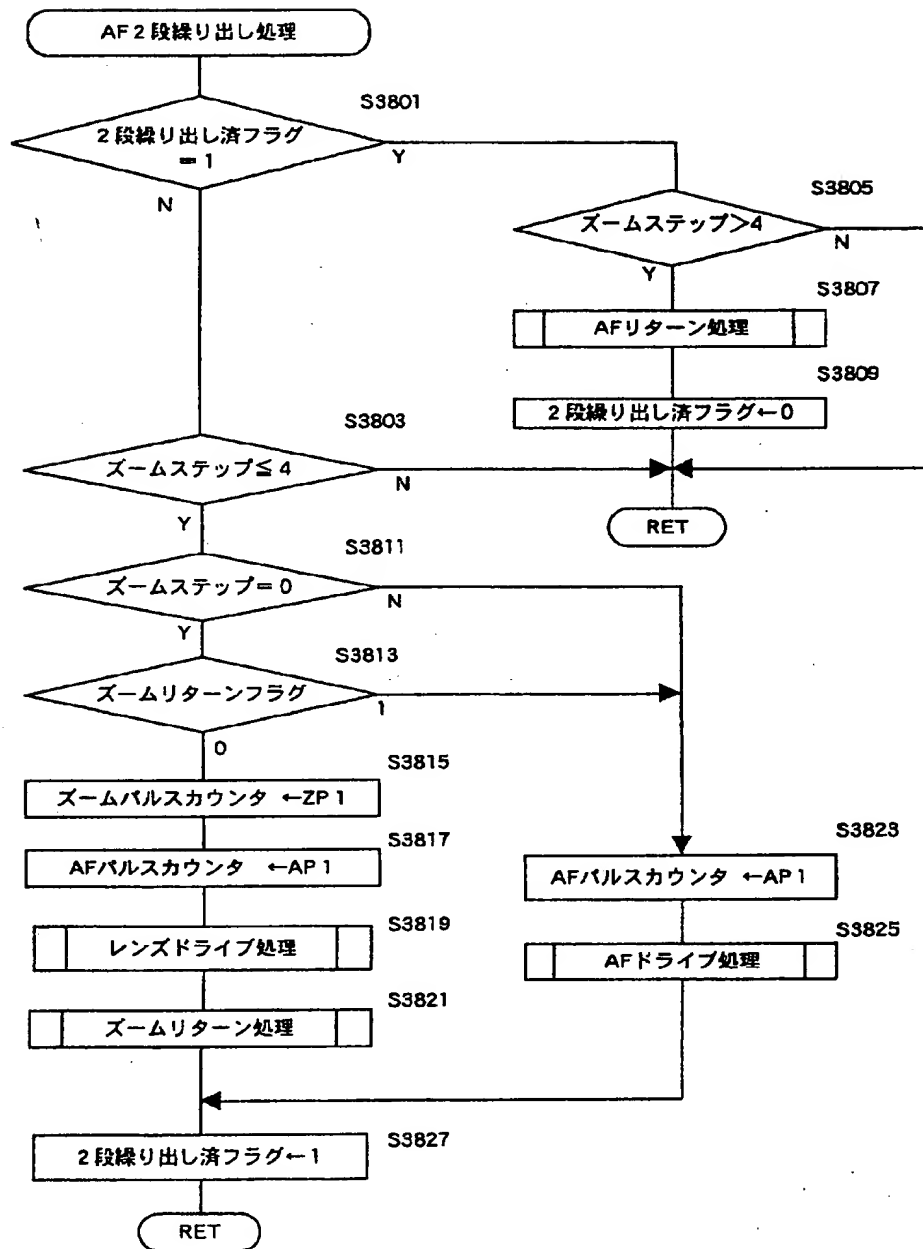 AF2段繰り出し処理
S3801
2段繰り出し済フラグ
=1
Y
N
S3805
ズームステップ>4
N
Y
S3807
AFリターン処理
S3809
2段繰り出し済フラグ←0
S3803
ズームステップ≦4
N
Y
RET
S3811
ズームステップ=0
N
Y
S3813
ズームリターンフラグ
1
0
S3815
ズームパルスカウンタ ←ZP1
S3817
AFパルスカウンタ ←AP1
S3823
AFパルスカウンタ ←AP1
S3819
レンズドライブ処理
S3825
AFドライブ処理
S3821
ズームリターン処理
S3827
2段繰り出し済フラグ←1
RET